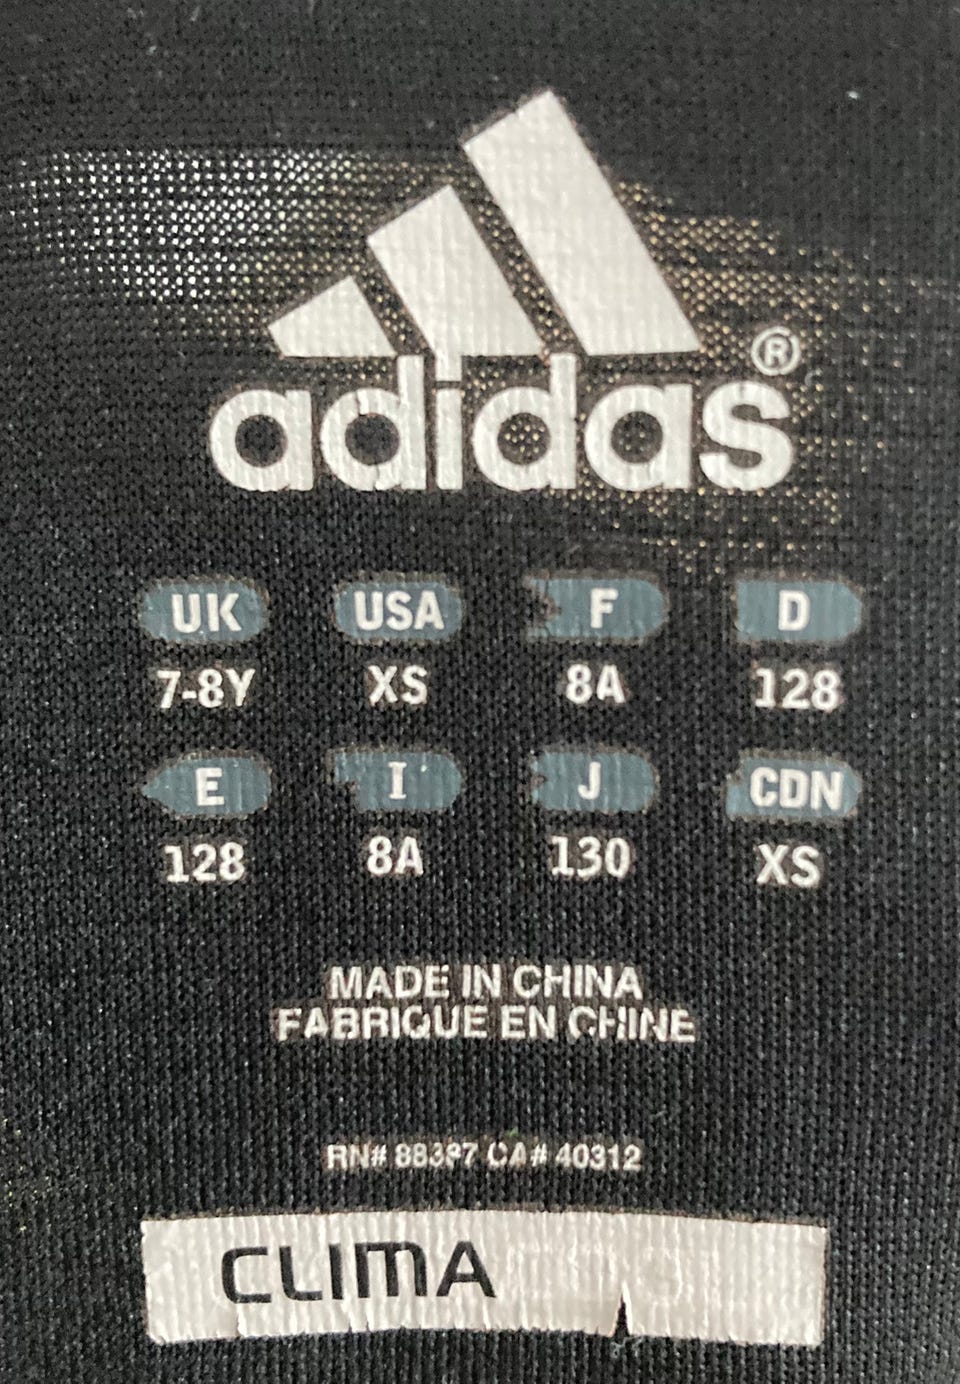 adidas®
UK USA F D
7-8Y XS 8A 128
E I J CDN
128 8A 130 XS
MADE IN CHINA
FABRIQUE EN CHINE
RN# 88387 CA# 40312
CLIMA